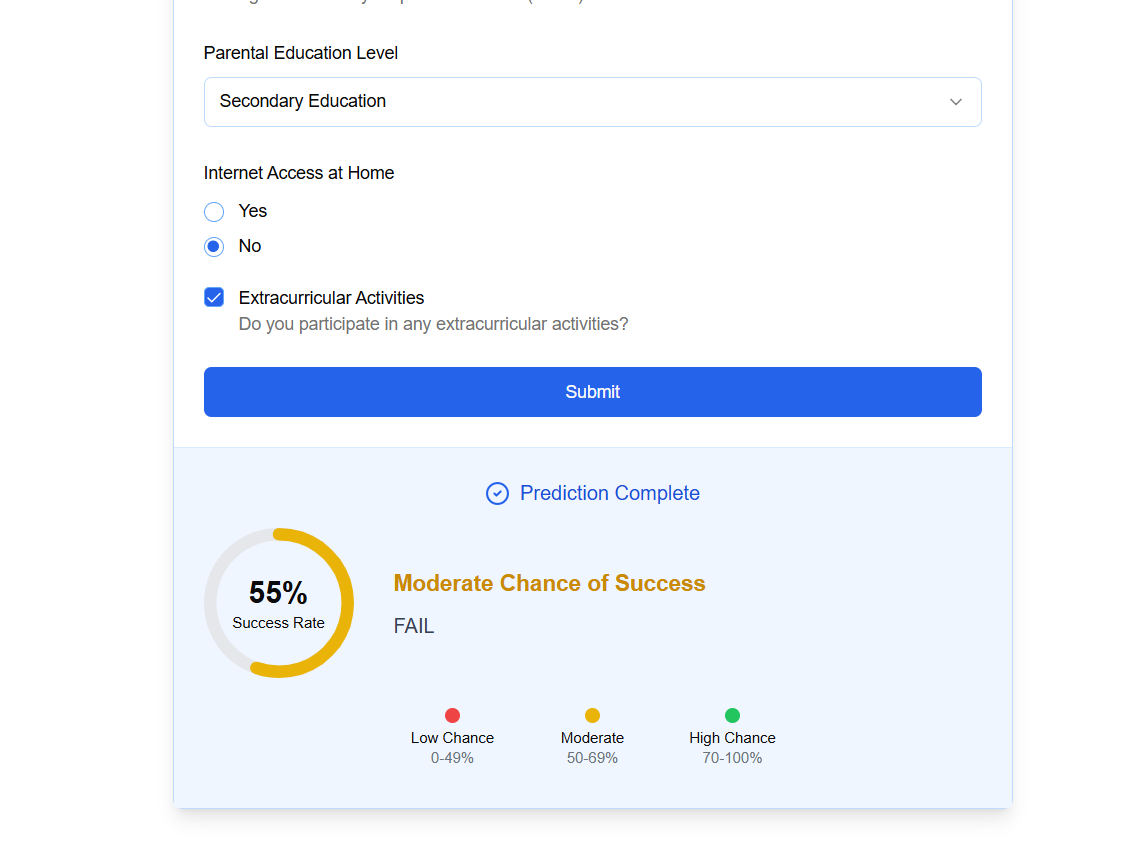 Parental Education Level
Secondary Education
Internet Access at Home
Yes
No
Extracurricular Activities
Do you participate in any extracurricular activities?
Submit
Prediction Complete
55%
Success Rate
Moderate Chance of Success
FAIL
Low Chance
0-49%
Moderate
50-69%
High Chance
70-100%